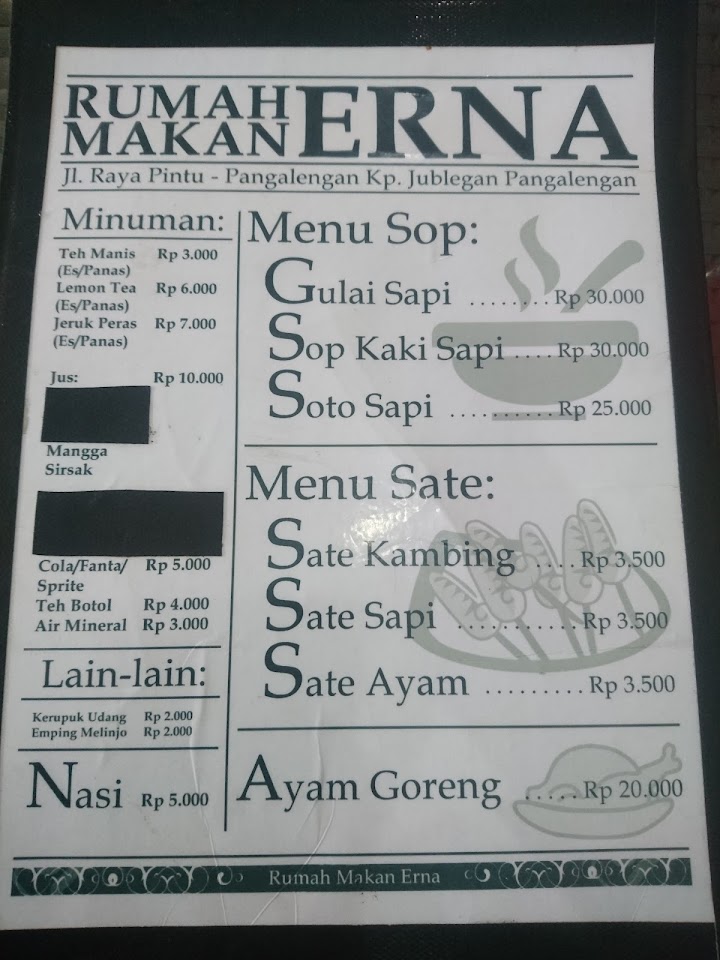 RUMAH MAKAN ERNA
Jl. Raya Pintu - Pangalengan Kp. Jublegan Pangalengan
Minuman:
Teh Manis Rp 3.000
(Es/Panas)
Lemon Tea Rp 6.000
(Es/Panas)
Jeruk Peras Rp 7.000
(Es/Panas)
Jus: Rp 10.000
Mangga
Sirsak
Cola/Fanta/ Rp 5.000
Sprite
Teh Botol Rp 4.000
Air Mineral Rp 3.000
Lain-lain:
Kerupuk Udang Rp 2.000
Emping Melinjo Rp 2.000
Nasi Rp 5.000
Menu Sop:
Gulai Sapi ........ Rp 30.000
Sop Kaki Sapi .... Rp 30.000
Soto Sapi .......... Rp 25.000
Menu Sate:
Sate Kambing .... Rp 3.500
Sate Sapi ........... Rp 3.500
Sate Ayam ......... Rp 3.500
Ayam Goreng ..... Rp 20.000
Rumah Makan Erna